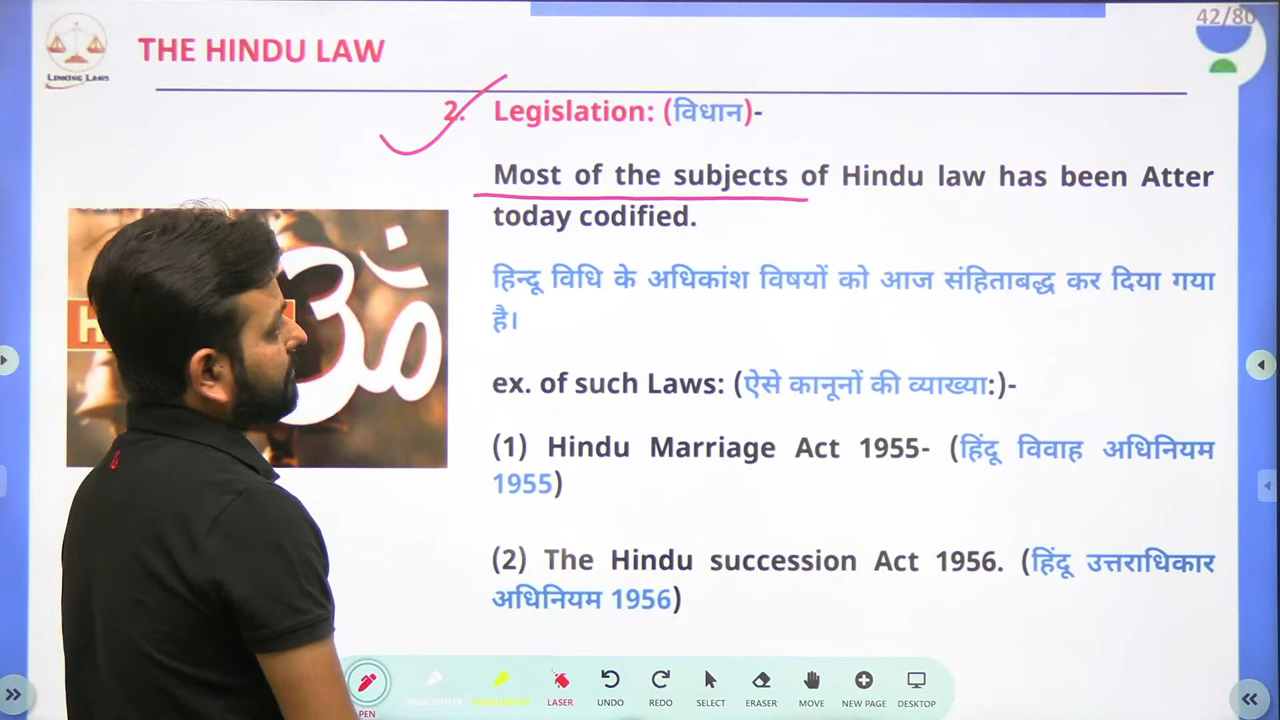 42/80
THE HINDU LAW
LINKING LAWS
2. Legislation: (विधान)-
Most of the subjects of Hindu law has been Atter
today codified.
हिन्दू विधि के अधिकांश विषयों को आज संहिताबद्ध कर दिया गया
है।
ex. of such Laws: (ऐसे कानूनों की व्याख्या:)-
(1) Hindu Marriage Act 1955- (हिंदू विवाह अधिनियम
1955)
(2) The Hindu succession Act 1956. (हिंदू उत्तराधिकार
अधिनियम 1956)
PEN
HIGHLIGHTER
LASER
UNDO
REDO
SELECT
ERASER
MOVE
NEW PAGE
DESKTOP